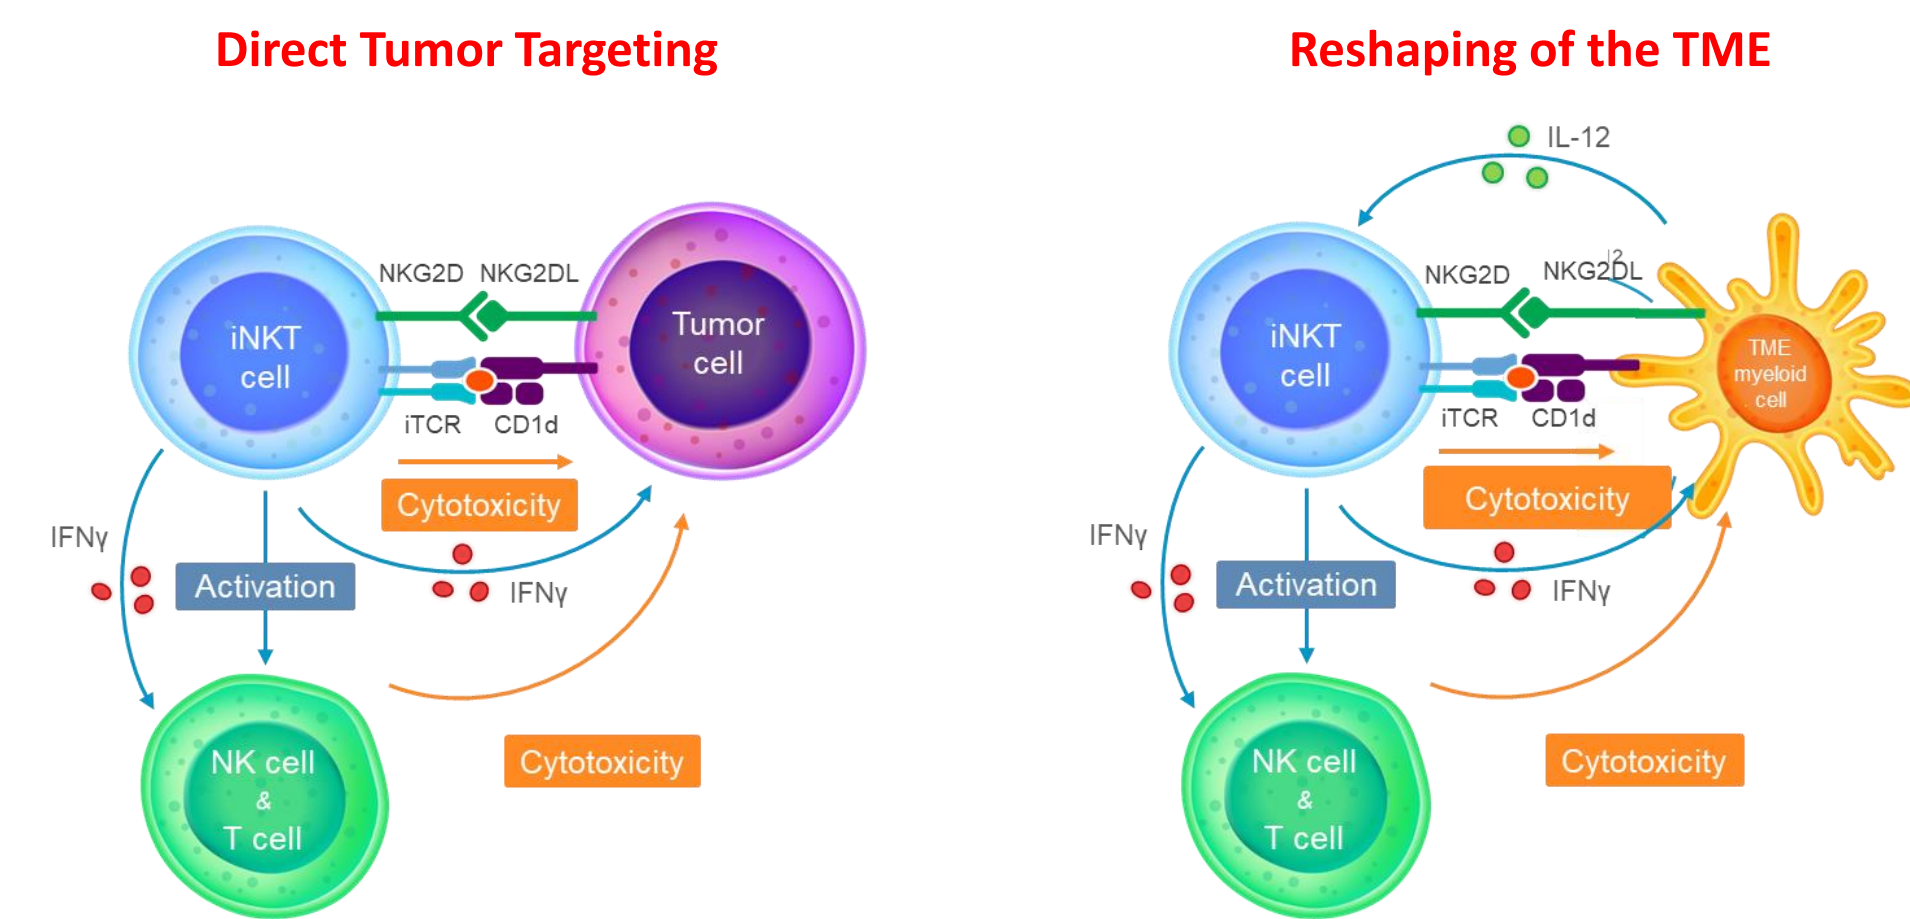 Direct Tumor Targeting
NKG2D NKG2DL
iNKT
cell
Tumor
cell
iTCR CD1d
Cytotoxicity
IFNγ
Activation
IFNγ
NK cell
&
T cell
Cytotoxicity
Reshaping of the TME
IL-12
NKG2D NKG2DL
iNKT
cell
TME
myeloid
cell
iTCR CD1d
Cytotoxicity
IFNγ
Activation
IFNγ
NK cell
&
T cell
Cytotoxicity